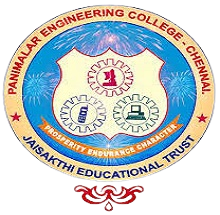 PANIMALAR ENGINEERING COLLEGE - CHENNAI
PROSPERITY ENDURANCE CHARACTER
JAISAKTHI EDUCATIONAL TRUST